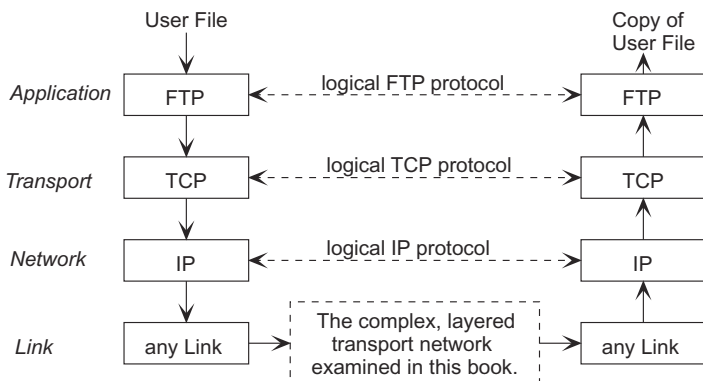 User File
Copy of
User File
Application
FTP
logical FTP protocol
FTP
Transport
TCP
logical TCP protocol
TCP
Network
IP
logical IP protocol
IP
Link
any Link
The complex, layered
transport network
examined in this book.
any Link